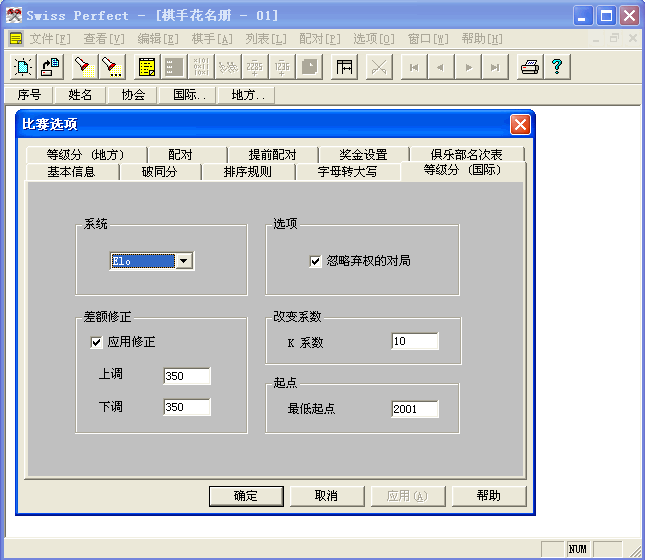 Swiss Perfect - [棋手花名册 - 01]
文件[F] 查看[V] 编辑[E] 棋手[A] 列表[L] 配对[P] 选项[O] 窗口[W] 帮助[H]
序号 姓名 协会 国际.. 地方..
比赛选项
等级分 (地方) 配对 提前配对 奖金设置 俱乐部名次表
基本信息 破同分 排序规则 字母转大写 等级分 (国际)
系统
Elo
选项
忽略弃权的对局
差额修正
应用修正
上调 350
下调 350
改变系数
K 系数 10
起点
最低起点 2001
确定 取消 应用(A) 帮助
NUM